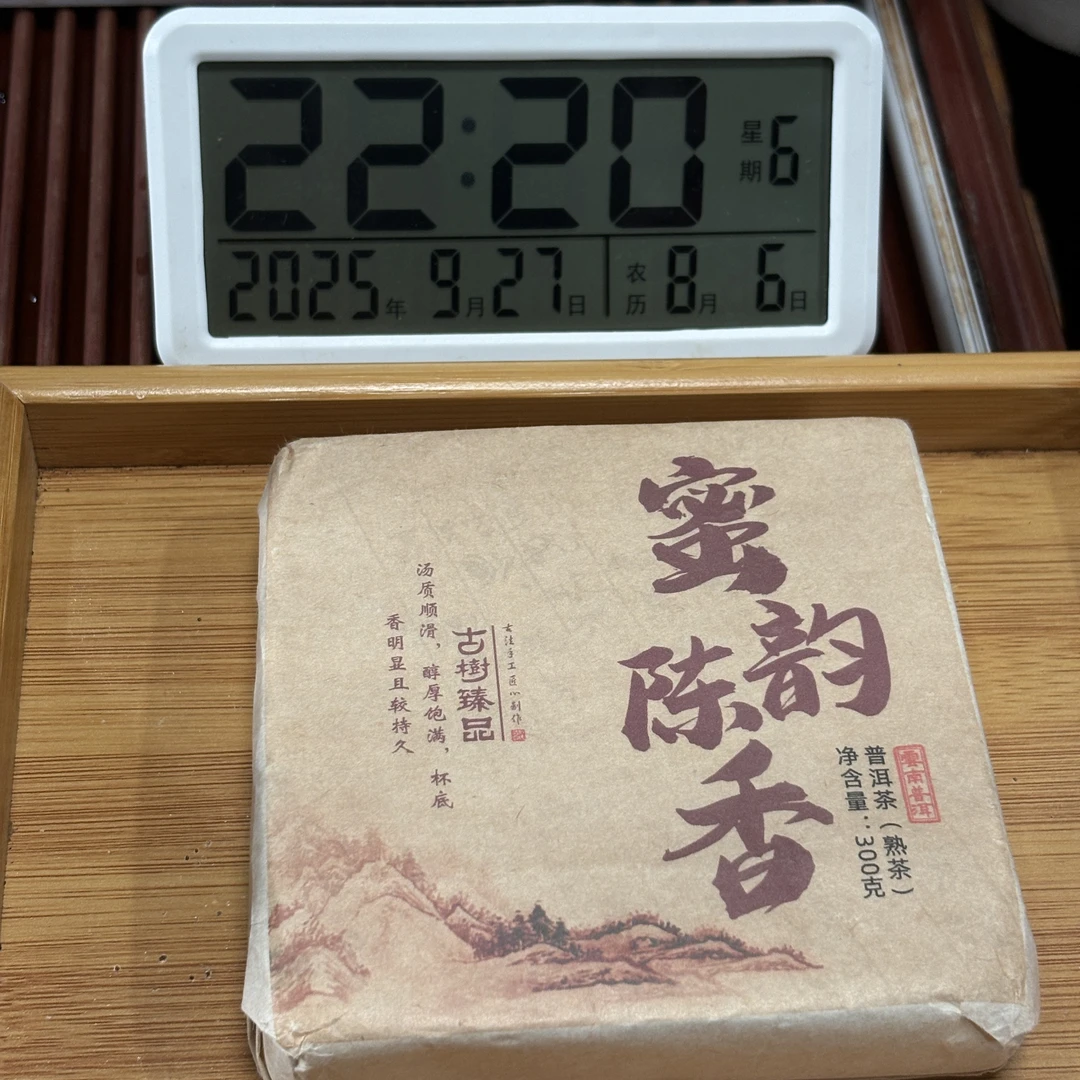 22:20
星期 6
2025年 9月27日
农历 8月 6日
蜜韵
陈香
雲南普洱
普洱茶(熟茶)
净含量:300克
古法手工 匠心制作
古樹臻品
汤质顺滑,醇厚饱满,杯底
香明显且较持久